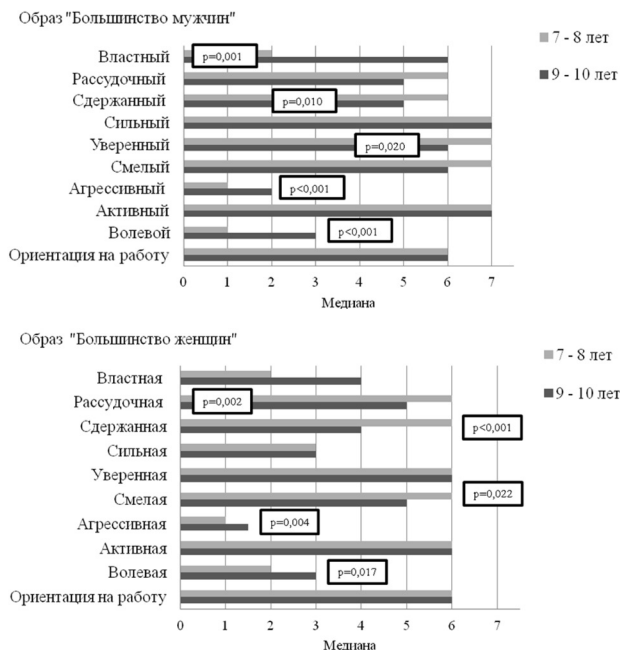 Образ "Большинство мужчин"
7 - 8 лет
9 - 10 лет
Властный
p=0,001
Рассудочный
Сдержанный
p=0,010
Сильный
Уверенный
p=0,020
Смелый
Агрессивный
p<0,001
Активный
Волевой
p<0,001
Ориентация на работу
0 1 2 3 4 5 6 7
Медиана
Образ "Большинство женщин"
7 - 8 лет
9 - 10 лет
Властная
Рассудочная
p=0,002
Сдержанная
p<0,001
Сильная
Уверенная
Смелая
p=0,022
Агрессивная
p=0,004
Активная
Волевая
p=0,017
Ориентация на работу
0 1 2 3 4 5 6 7
Медиана